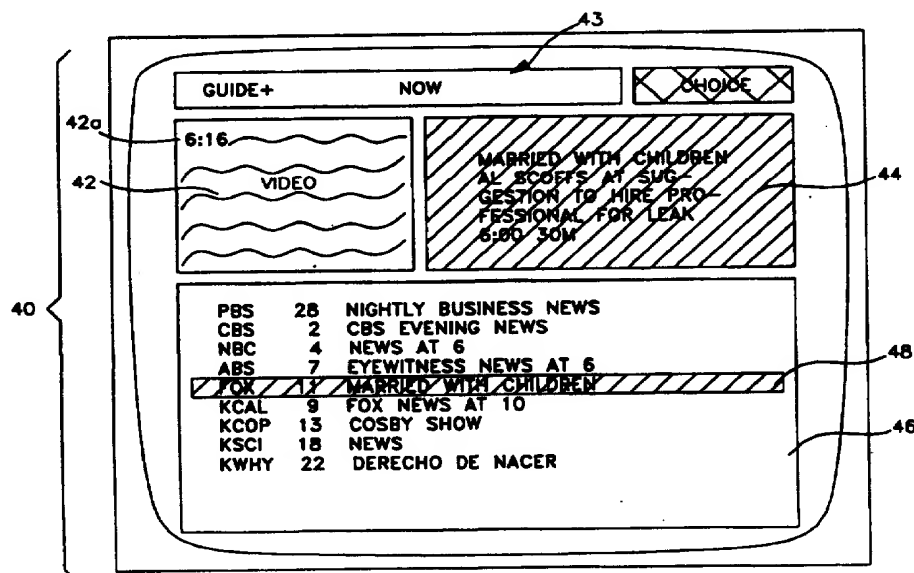 43
GUIDE+ NOW CHOICE
42a
6:16
42
VIDEO
MARRIED WITH CHILDREN
AL SCOFFS AT SUG-
GESTION TO HIRE PRO-
FESSIONAL FOR LEAK
6:00 30M
44
40
PBS 28 NIGHTLY BUSINESS NEWS
CBS 2 CBS EVENING NEWS
NBC 4 NEWS AT 6
ABS 7 EYEWITNESS NEWS AT 6
FOX 11 MARRIED WITH CHILDREN
48
KCAL 9 FOX NEWS AT 10
KCOP 13 COSBY SHOW
46
KSCI 18 NEWS
KWHY 22 DERECHO DE NACER